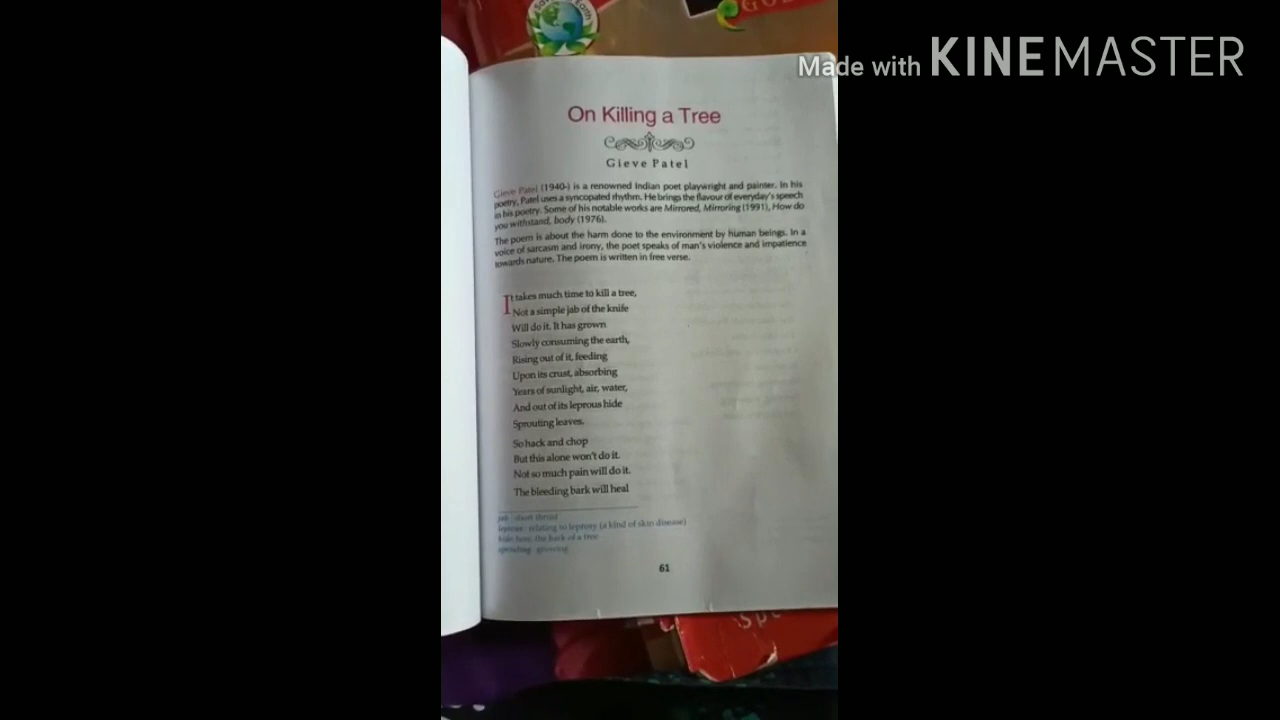 Made with KINEMASTER
On Killing a Tree
Gieve Patel
Gieve Patel (1940-) is a renowned Indian poet playwright and painter. In his
poetry, Patel uses a syncopated rhythm. He brings the flavour of everyday's speech
in his poetry. Some of his notable works are Mirrored, Mirroring (1991), How do
you withstand, body (1976).
The poem is about the harm done to the environment by human beings. In a
voice of sarcasm and irony, the poet speaks of man's violence and impatience
towards nature. The poem is written in free verse.
It takes much time to kill a tree,
Not a simple jab of the knife
Will do it. It has grown
Slowly consuming the earth,
Rising out of it, feeding
Upon its crust, absorbing
Years of sunlight, air, water,
And out of its leprous hide
Sprouting leaves.
So hack and chop
But this alone won't do it.
Not so much pain will do it.
The bleeding bark will heal
jab short thrust
relating to leprosy (a kind of skin disease)
hide here, the bark of a tree
sprouting growing
61